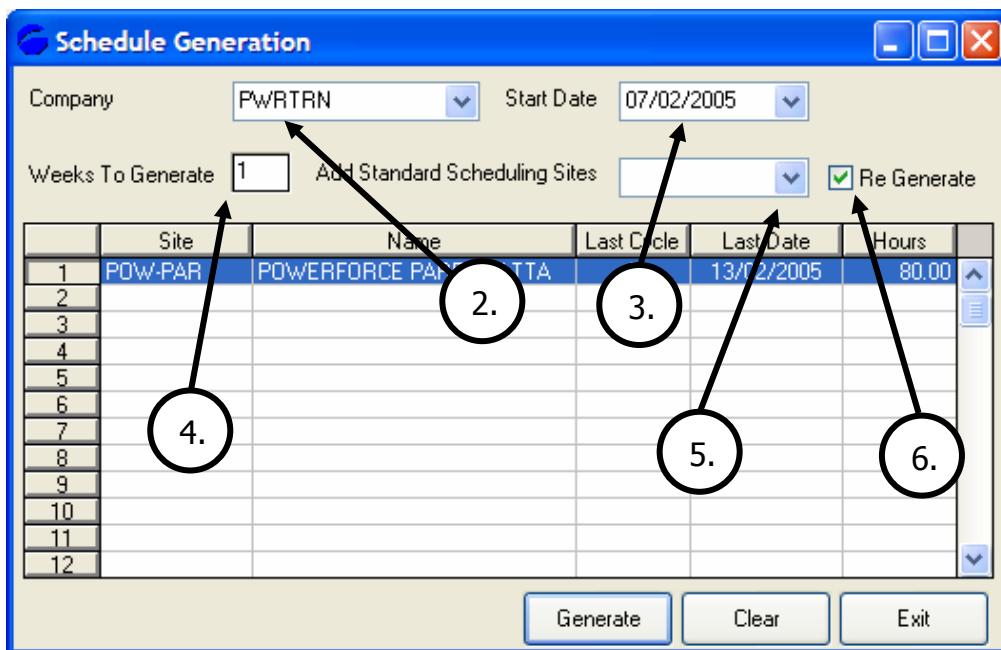 Schedule Generation
Company PWRTRN Start Date 07/02/2005
Weeks To Generate 1 Add Standard Scheduling Sites Re Generate
Site Name Last Cycle Last Date Hours
1 POW-PAR POWERFORCE 13/02/2005 80.00
2
2. 3.
3
4
5
6
7
4. 5. 6.
8
9
10
11
12
Generate Clear Exit